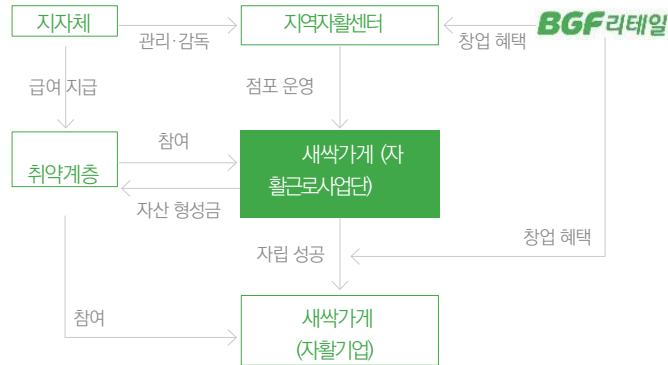 지자체
관리·감독
지역자활센터
창업 혜택
BGF리테일
급여 지급
점포 운영
취약계층
참여
자산 형성금
새싹가게 (자
활근로사업단)
자립 성공
창업 혜택
참여
새싹가게
(자활기업)